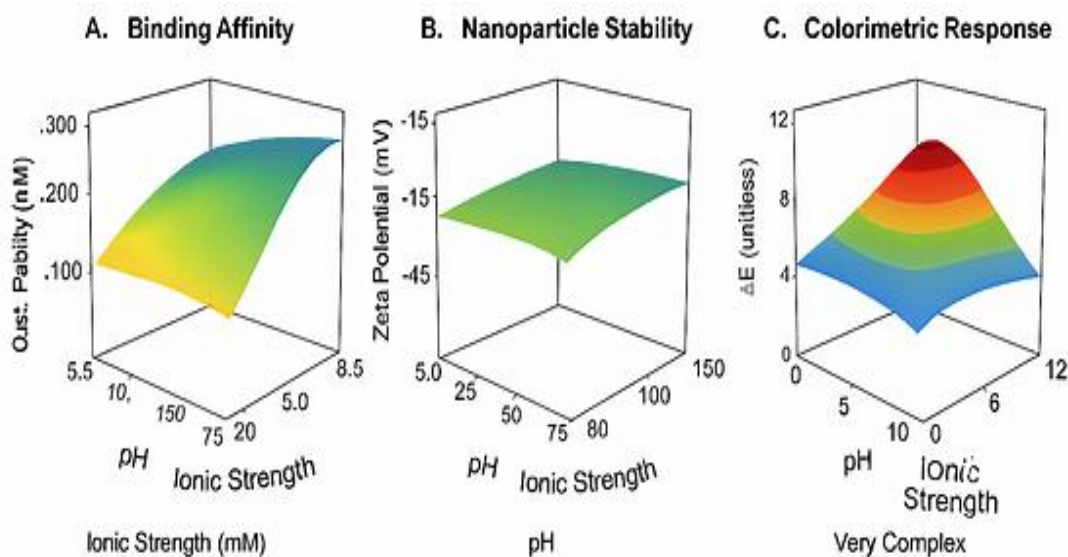 A. Binding Affinity
B. Nanoparticle Stability
C. Colorimetric Response
Oust. Pabiity (nM)
.300
.200
.100
5.5
10,
150
75
20
5.0
8.5
pH
Ionic Strength
Ionic Strength (mM)
Zeta Polential (mV)
-15
-15
-45
5.0
25
50
75
80
100
150
pH
Ionic Strength
pH
ΔE (unitless)
12
8
4
0
0
5
10
0
6
12
pH
IOnic
Strength
Very Complex